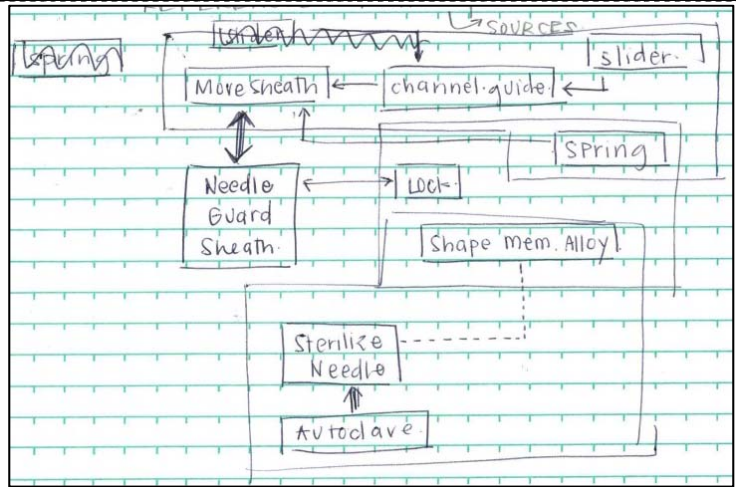 SOURCES
spring
slider.
Move Sheath
channel.guide.
spring
Needle
Guard
Sheath.
Lock.
Shape mem. Alloy
Sterilize
Needle
Autoclave.